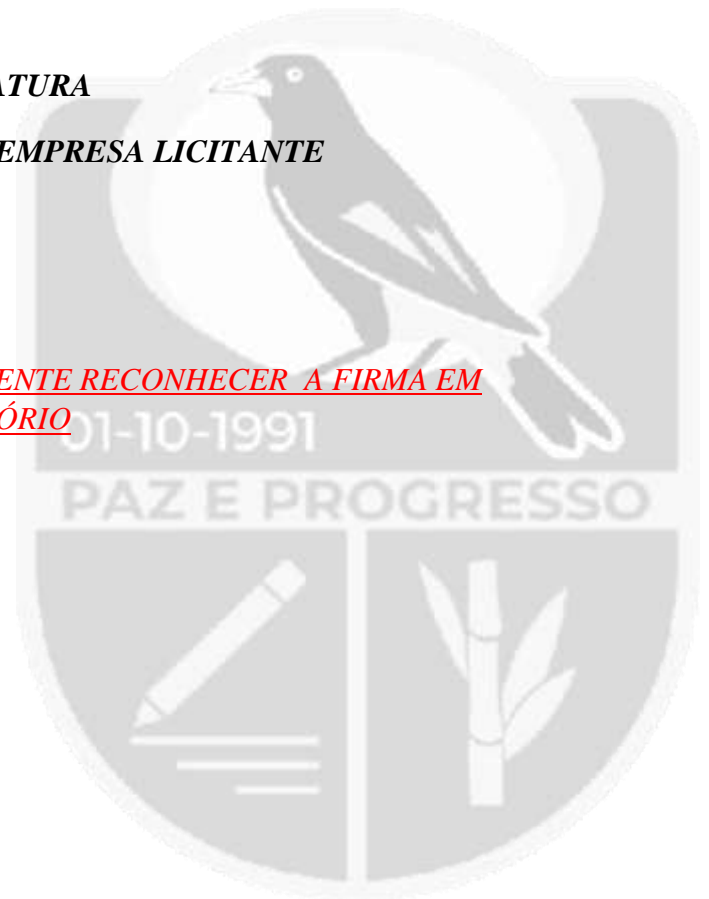 ATURA
EMPRESA LICITANTE
ENTE RECONHECER A FIRMA EM
ÓRIO
01-10-1991
PAZ E PROGRESSO